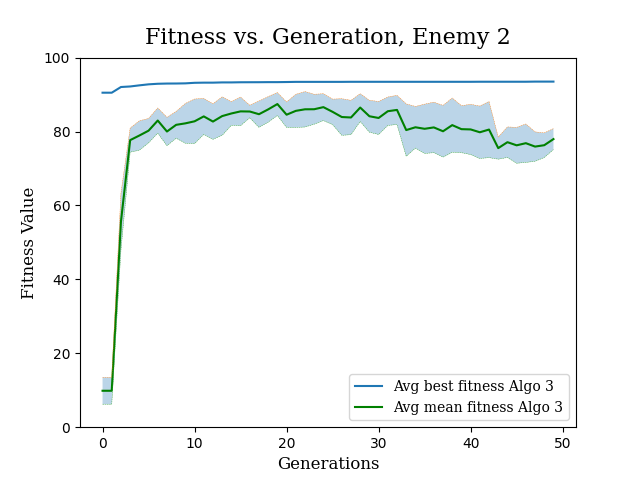 Fitness vs. Generation, Enemy 2
100
80
60
40
20
0
Fitness Value
0 10 20 30 40 50
Generations
Avg best fitness Algo 3
Avg mean fitness Algo 3